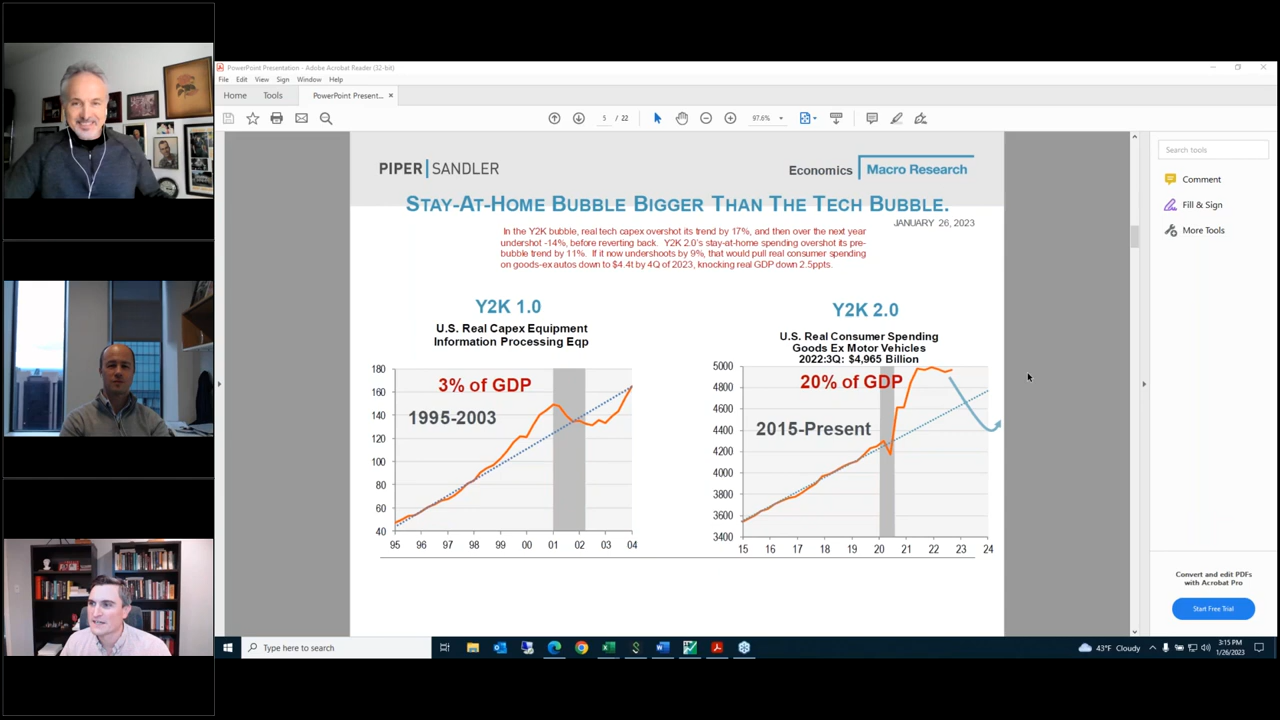 PowerPoint Presentation - Adobe Acrobat Reader (32-bit)
File Edit View Sign Window Help
Home Tools PowerPoint Present... ×
5 / 22 97.6%
PIPER|SANDLER
Economics Macro Research
STAY-AT-HOME BUBBLE BIGGER THAN THE TECH BUBBLE.
JANUARY 26, 2023
In the Y2K bubble, real tech capex overshot its trend by 17%, and then over the next year
undershot -14%, before reverting back. Y2K 2.0's stay-at-home spending overshot its pre-
bubble trend by 11%. If it now undershoots by 9%, that would pull real consumer spending
on goods-ex autos down to $4.4t by 4Q of 2023, knocking real GDP down 2.5ppts.
Y2K 1.0
U.S. Real Capex Equipment
Information Processing Eqp
180
160
140
120
100
80
60
40
3% of GDP
1995-2003
95 96 97 98 99 00 01 02 03 04
Y2K 2.0
U.S. Real Consumer Spending
Goods Ex Motor Vehicles
2022:3Q: $4,965 Billion
5000
4800
4600
4400
4200
4000
3800
3600
3400
20% of GDP
2015-Present
15 16 17 18 19 20 21 22 23 24
Search tools
Comment
Fill & Sign
More Tools
Convert and edit PDFs
with Acrobat Pro
Start Free Trial
Type here to search
43°F Cloudy
3:15 PM
1/26/2023